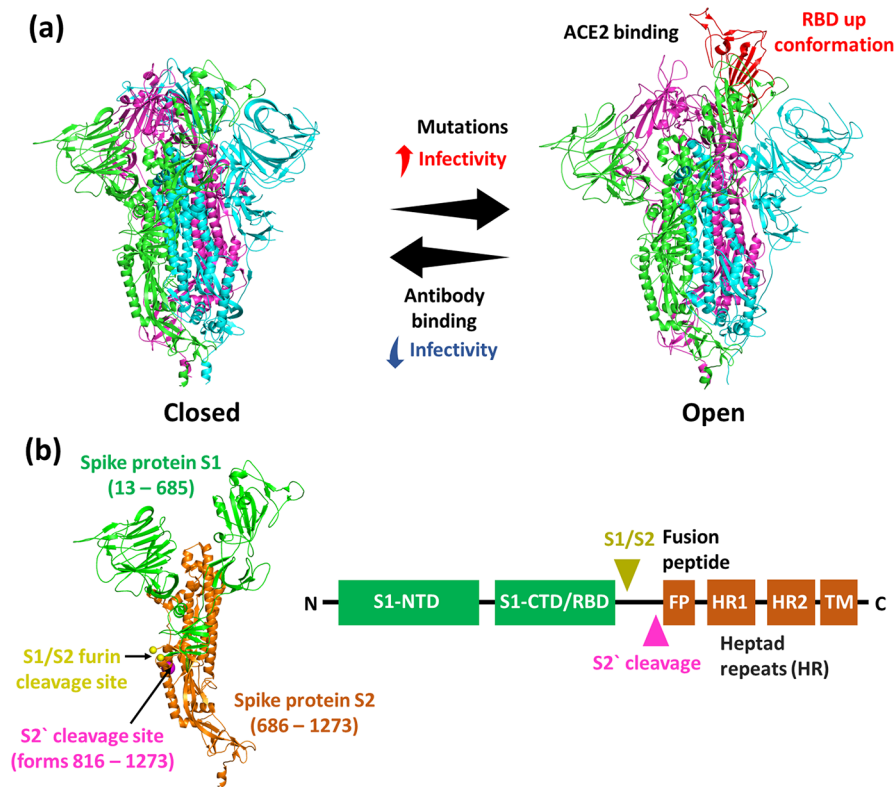 (a)
ACE2 binding
RBD up
conformation
Mutations
Infectivity
Antibody
binding
Infectivity
Closed
Open
(b)
Spike protein S1
(13 – 685)
S1/S2 furin
cleavage site
S2` cleavage site
(forms 816 – 1273)
Spike protein S2
(686 – 1273)
S1/S2
Fusion
peptide
N
S1-NTD
S1-CTD/RBD
FP
HR1
HR2
TM
C
S2` cleavage
Heptad
repeats (HR)